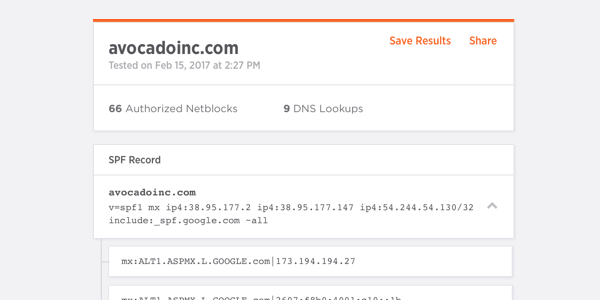 avocadoinc.com
Save Results Share
Tested on Feb 15, 2017 at 2:27 PM
66 Authorized Netblocks 9 DNS Lookups
SPF Record
avocadoinc.com
v=spf1 mx ip4:38.95.177.2 ip4:38.95.177.147 ip4:54.244.54.130/32
include:_spf.google.com ~all
mx:ALT1.ASPMX.L.GOOGLE.com|173.194.194.27